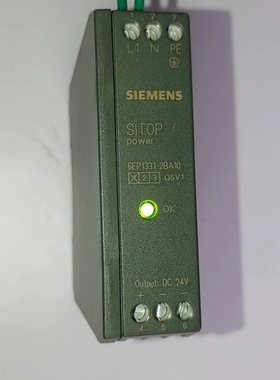 1 2 3
L1 N PE
SIEMENS
SITOP
power
6EP1331-2BA10
X 2 3 Q6V1
OK
Output: DC 24V
+ - -
4 5 6